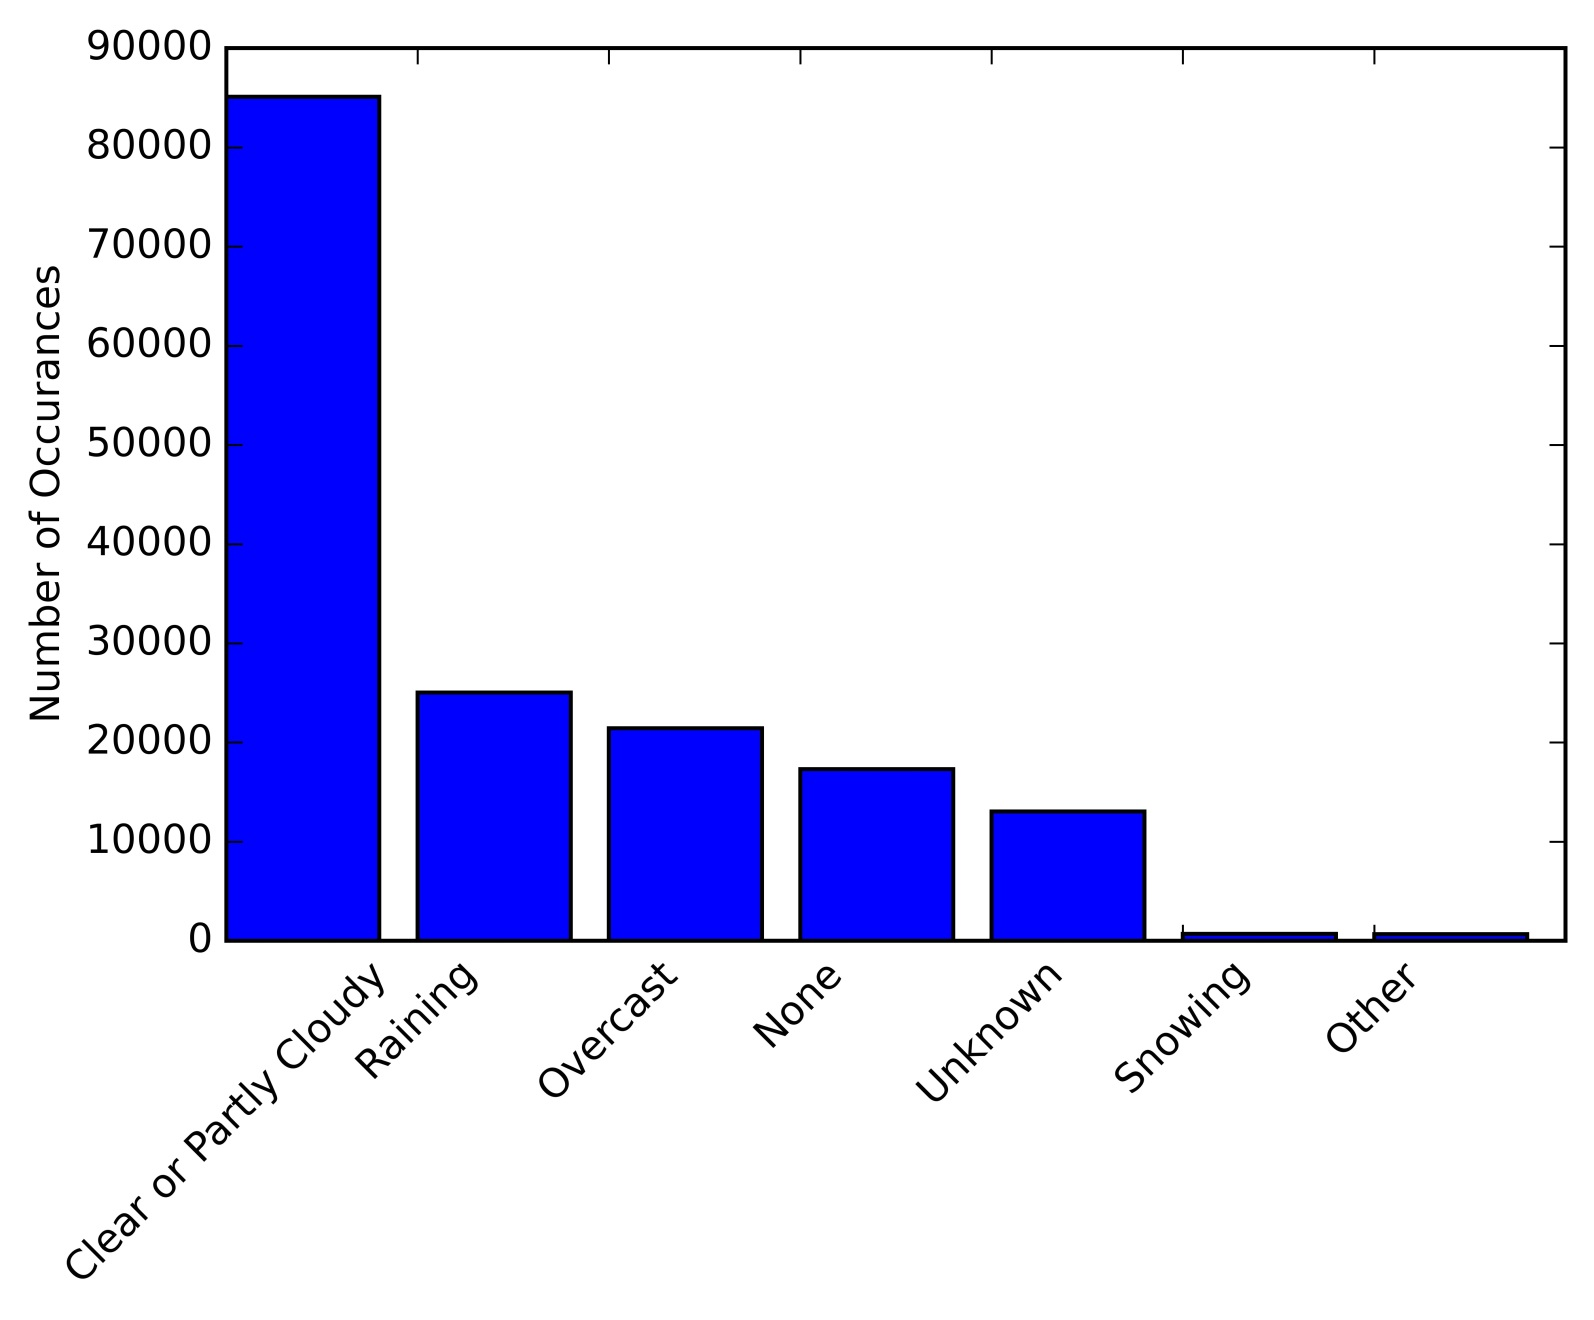 90000
80000
70000
60000
50000
40000
30000
20000
10000
0
Number of Occurances
Clear or Partly Cloudy
Raining
Overcast
None
Unknown
Snowing
Other